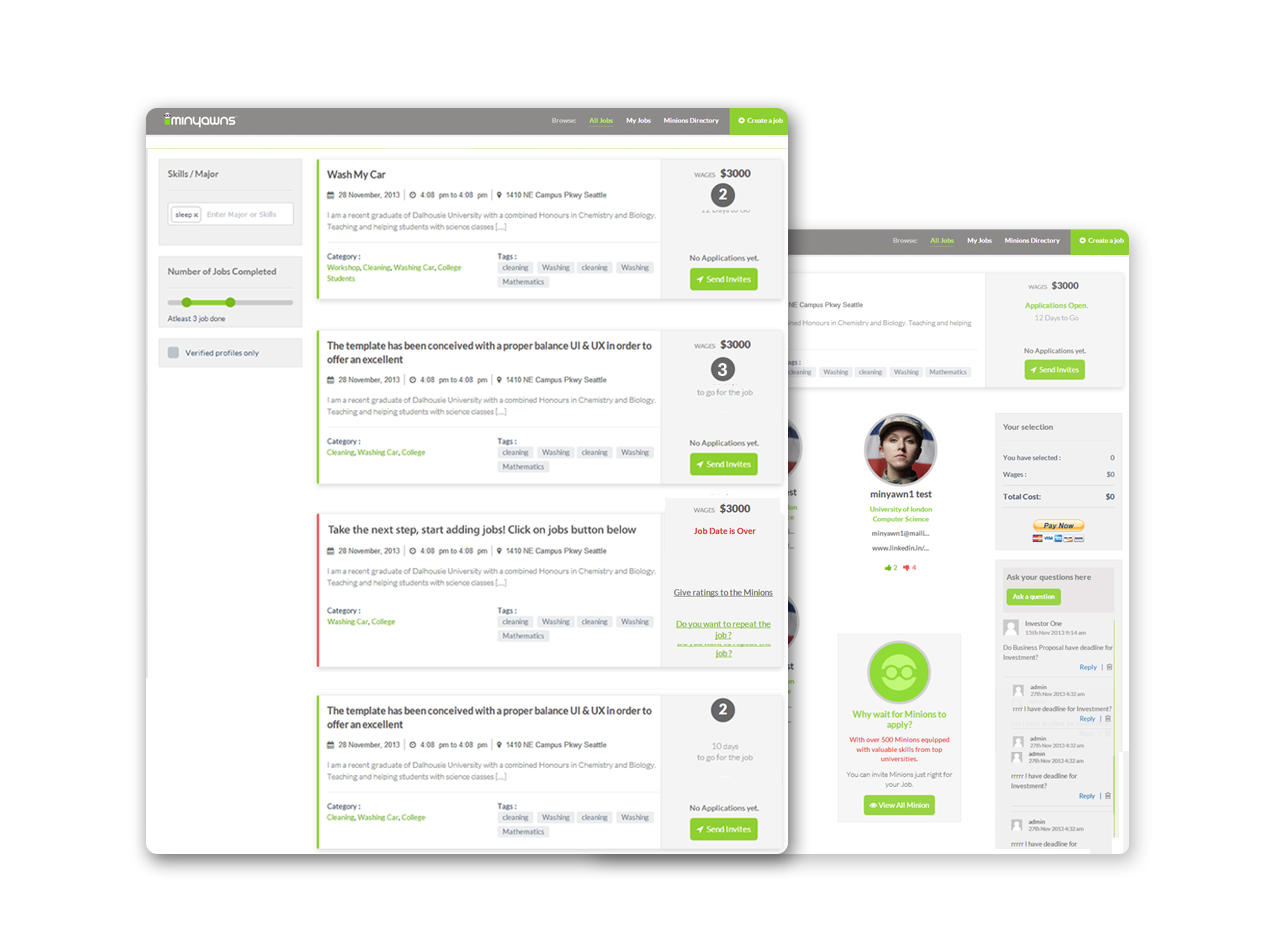 minyawns
Browse:
All Jobs
My Jobs
Minions Directory
Create a job
Skills / Major
sleep x
Enter Major or Skills
Number of Jobs Completed
Atleast 3 job done
Verified profiles only
Wash My Car
28 November, 2013
4:08 pm to 4:08 pm
1410 NE Campus Pkwy Seattle
I am a recent graduate of Dalhousie University with a combined Honours in Chemistry and Biology.
Teaching and helping students with science classes [...]
Category :
Workshop, Cleaning, Washing Car, College
Students
Tags :
cleaning Washing cleaning Washing
Mathematics
WAGES $3000
2
12 Days to Go
No Applications yet.
Send Invites
The template has been conceived with a proper balance UI & UX in order to
offer an excellent
28 November, 2013
4:08 pm to 4:08 pm
1410 NE Campus Pkwy Seattle
I am a recent graduate of Dalhousie University with a combined Honours in Chemistry and Biology.
Teaching and helping students with science classes [...]
Category :
Cleaning, Washing Car, College
Tags :
cleaning Washing cleaning Washing
Mathematics
WAGES $3000
3
to go for the job
No Applications yet.
Send Invites
Take the next step, start adding jobs! Click on jobs button below
28 November, 2013
4:08 pm to 4:08 pm
1410 NE Campus Pkwy Seattle
I am a recent graduate of Dalhousie University with a combined Honours in Chemistry and Biology.
Teaching and helping students with science classes [...]
Category :
Washing Car, College
Tags :
cleaning Washing cleaning Washing
Mathematics
WAGES $3000
Job Date is Over
Give ratings to the Minions
Do you want to repeat the
job ?
Do you want to repeat the
job ?
The template has been conceived with a proper balance UI & UX in order to
offer an excellent
28 November, 2013
4:08 pm to 4:08 pm
1410 NE Campus Pkwy Seattle
I am a recent graduate of Dalhousie University with a combined Honours in Chemistry and Biology.
Teaching and helping students with science classes [...]
Category :
Cleaning, Washing Car, College
Tags :
cleaning Washing cleaning Washing
Mathematics
2
10 days
to go for the job
No Applications yet.
Send Invites
Browse:
All Jobs
My Jobs
Minions Directory
Create a job
NE Campus Pkwy Seattle
ined Honours in Chemistry and Biology. Teaching and helping
ags :
cleaning Washing cleaning Washing Mathematics
WAGES $3000
Applications Open.
12 Days to Go
No Applications yet.
Send Invites
est
minyawn1 test
University of london
Computer Science
minyawn1@maili...
www.linkedin.in/...
2 4
Why wait for Minions to
apply?
With over 500 Minions equipped
with valuable skills from top
universities.
You can invite Minions just right for
your Job.
View All Minion
Your selection
You have selected : 0
Wages : $0
Total Cost: $0
Pay Now
VISA
Ask your questions here
Ask a question
Investor One
15th Nov 2013 9:14 am
Do Business Proposal have deadline for
Investment?
Reply |
admin
27th Nov 2013 4:32 am
rrrr I have deadline for Investment?
Reply |
admin
27th Nov 2013 4:32 am
admin
27th Nov 2013 4:32 am
rrrrr I have deadline for
Investment?
Reply |
admin
27th Nov 2013 4:32 am
rrrrr I have deadline for